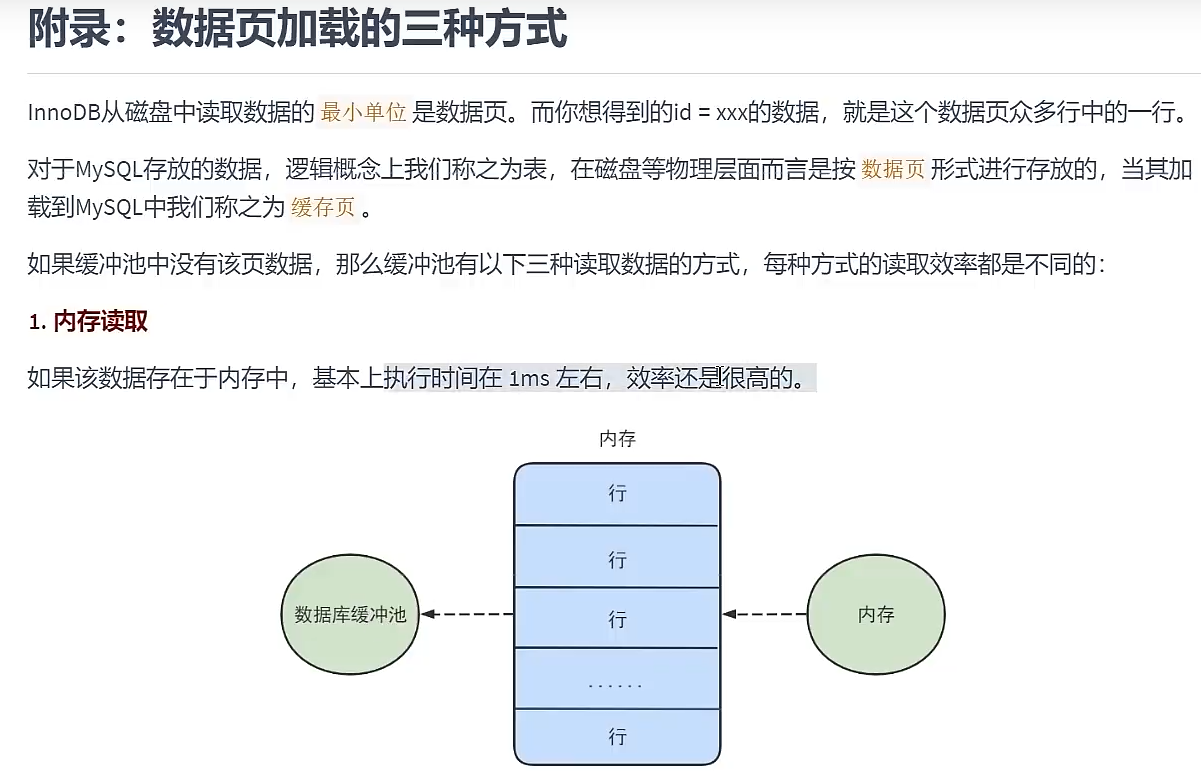 附录：数据页加载的三种方式
InnoDB从磁盘中读取数据的 最小单位 是数据页。而你想得到的id = xxx的数据，就是这个数据页众多行中的一行。
对于MySQL存放的数据，逻辑概念上我们称之为表，在磁盘等物理层面而言是按 数据页 形式进行存放的，当其加
载到MySQL中我们称之为 缓存页 。
如果缓冲池中没有该页数据，那么缓冲池有以下三种读取数据的方式，每种方式的读取效率都是不同的：
1. 内存读取
如果该数据存在于内存中，基本上执行时间在 1ms 左右，效率还是很高的。
内存
行
行
数据库缓冲池
行
内存
......
行